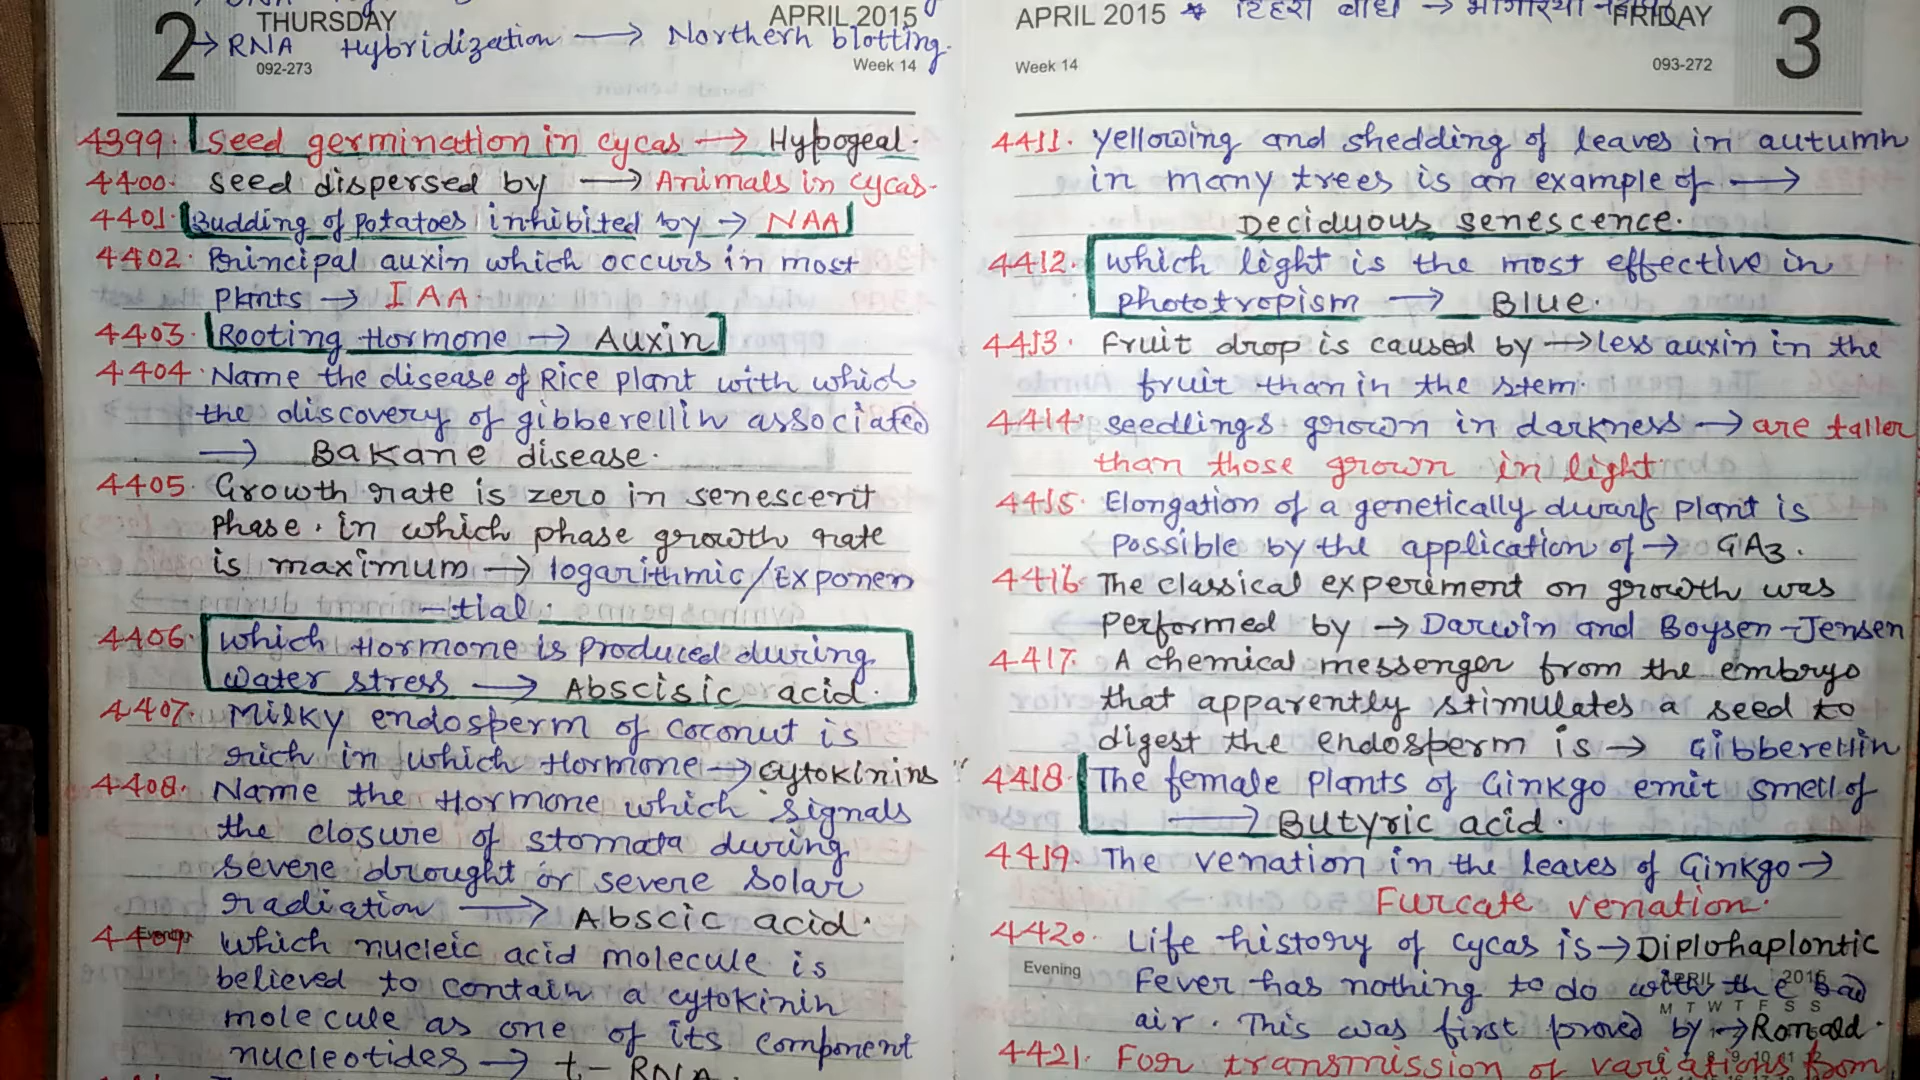 THURSDAY
APRIL 2015
2 → RNA Hybridization → Northern blotting.
092-273
Week 14
4399. Seed germination in cycas → Hypogeal.
4400. seed dispersed by → Animals in cycas.
4401. Budding of potatoes inhibited by → NAA
4402. Principal auxin which occurs in most
plants → IAA
4403. Rooting Hormone → Auxin
4404. Name the disease of Rice plant with which
the discovery of gibberellin associated
→ Bakane disease.
4405. Growth rate is zero in senescent
phase. in which phase growth rate
is maximum → logarithmic/Exponen
-tial.
4406. which Hormone is produced during
water stress → Abscisic acid.
4407. Milky endosperm of coconut is
rich in which Hormone → cytokinins
4408. Name the Hormone which signals
the closure of stomata during
severe drought or severe solar
radiation → Abscic acid.
4409. which nucleic acid molecule is
believed to contain a cytokinin
molecule as one of its component
nucleotides → t-RNA.
APRIL 2015 * टिहरी बांध →
FRIDAY
3
Week 14
093-272
4411. yellowing and shedding of leaves in autumn
in many trees is an example of →
Deciduous senescence.
4412. which light is the most effective in
phototropism → Blue.
4413. Fruit drop is caused by → less auxin in the
fruit than in the stem.
4414. seedlings grown in darkness → are taller
than those grown in light.
4415. Elongation of a genetically dwarf plant is
possible by the application of → GA3.
4416. The classical experiment on growth was
performed by → Darwin and Boysen-Jensen
4417. A chemical messenger from the embryo
that apparently stimulates a seed to
digest the endosperm is → Gibberellin
4418. The female plants of Ginkgo emit smell of
→ Butyric acid.
4419. The venation in the leaves of Ginkgo →
Furcate venation.
4420. Life history of cycas is → Diplohaplontic
Evening
Fever has nothing to do with the Bad
APRIL 2015
M T W T F S S
air. This was first proved by → Ronald.
4421. For transmission of variations from